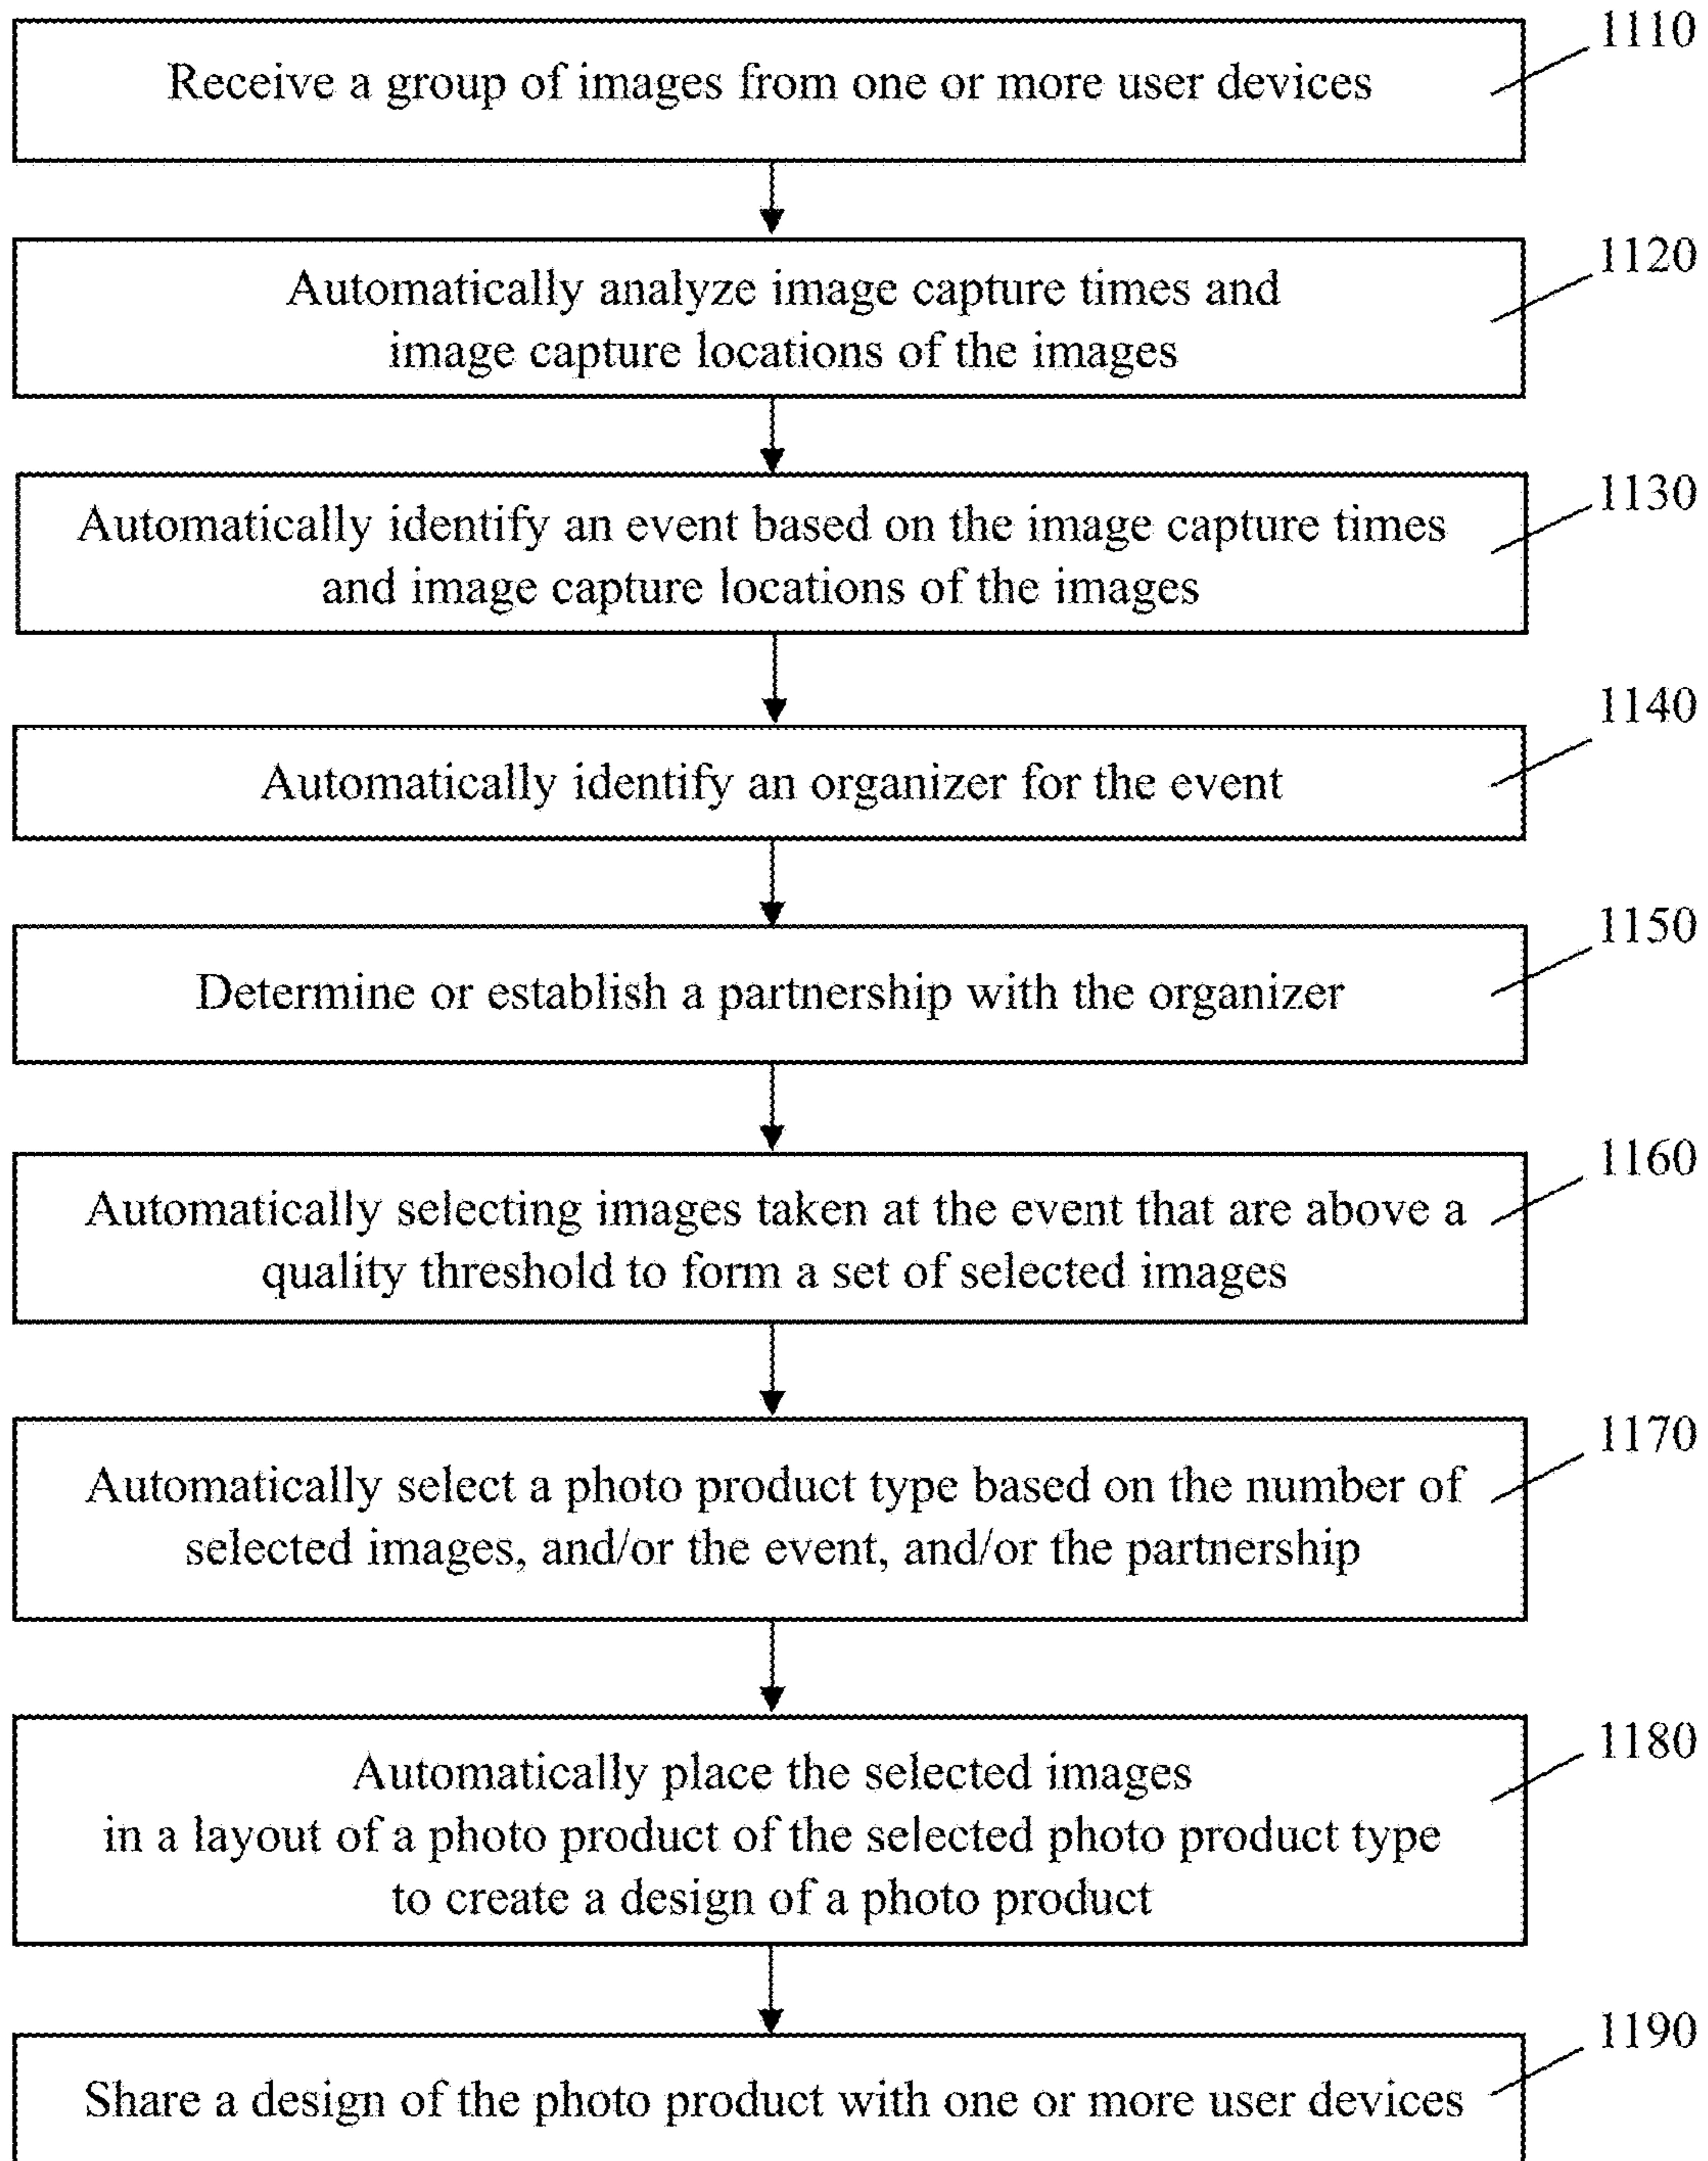 1110
Receive a group of images from one or more user devices
1120
Automatically analyze image capture times and
image capture locations of the images
1130
Automatically identify an event based on the image capture times
and image capture locations of the images
1140
Automatically identify an organizer for the event
1150
Determine or establish a partnership with the organizer
1160
Automatically selecting images taken at the event that are above a
quality threshold to form a set of selected images
1170
Automatically select a photo product type based on the number of
selected images, and/or the event, and/or the partnership
1180
Automatically place the selected images
in a layout of a photo product of the selected photo product type
to create a design of a photo product
1190
Share a design of the photo product with one or more user devices